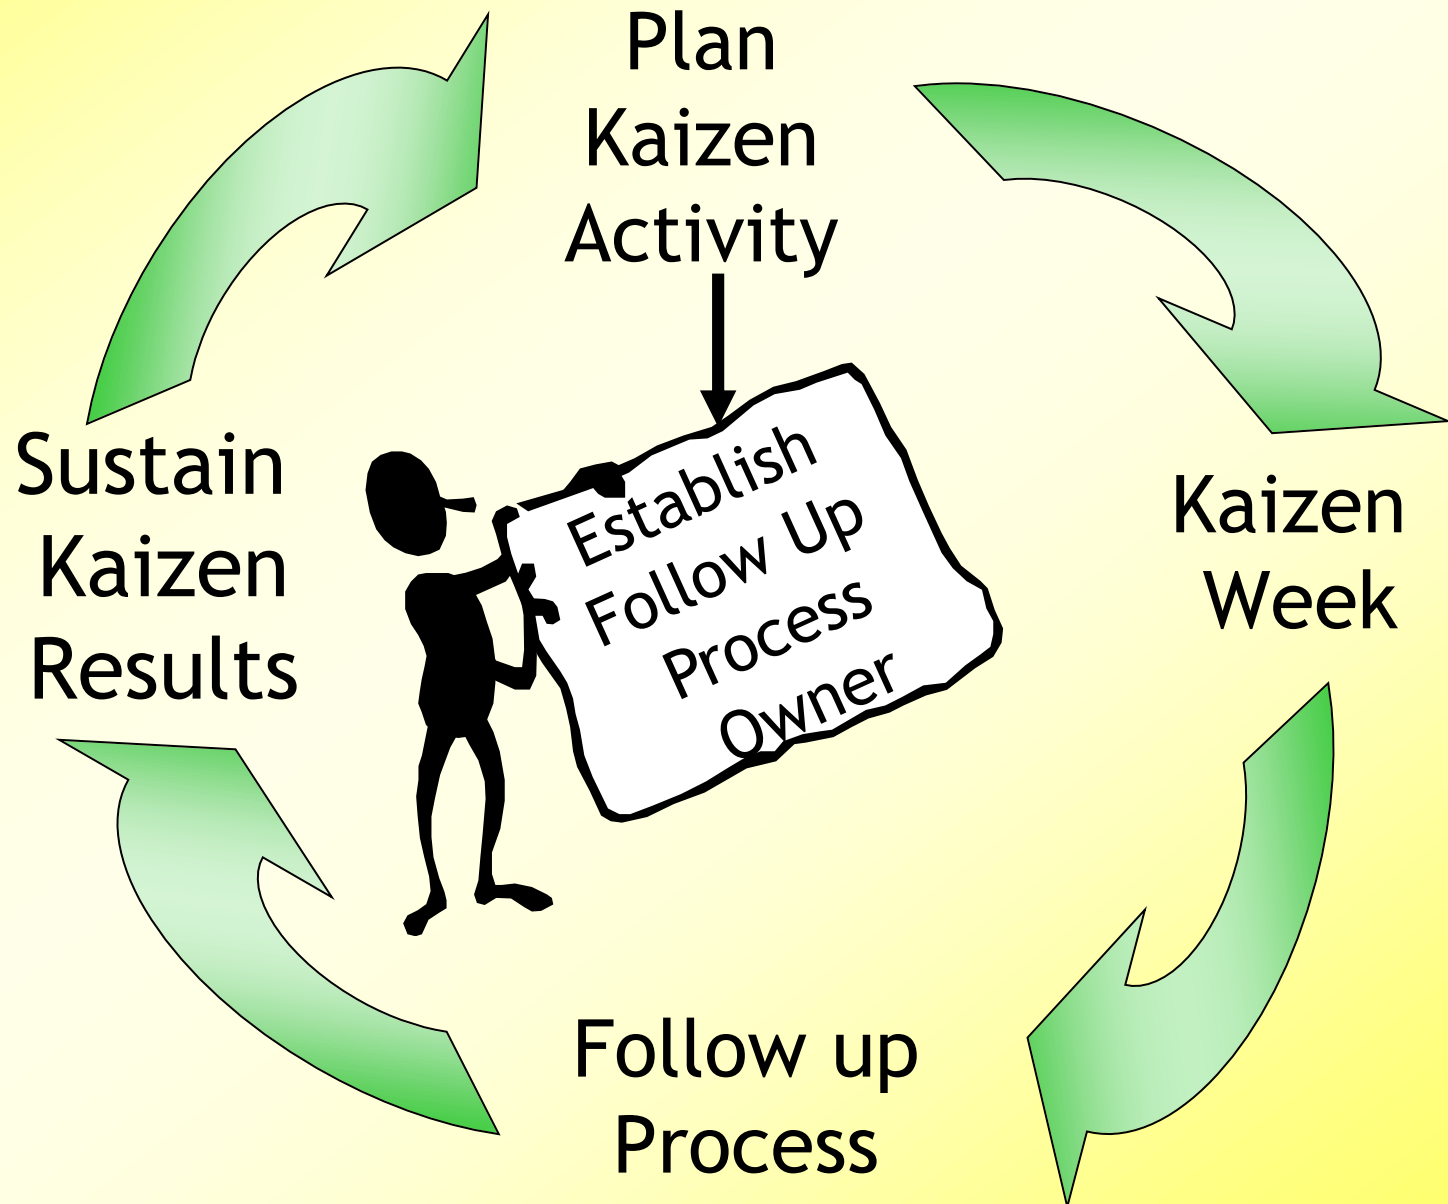 Plan
Kaizen
Activity
Sustain
Kaizen
Results
Establish
Follow Up
Process
Owner
Kaizen
Week
Follow up
Process